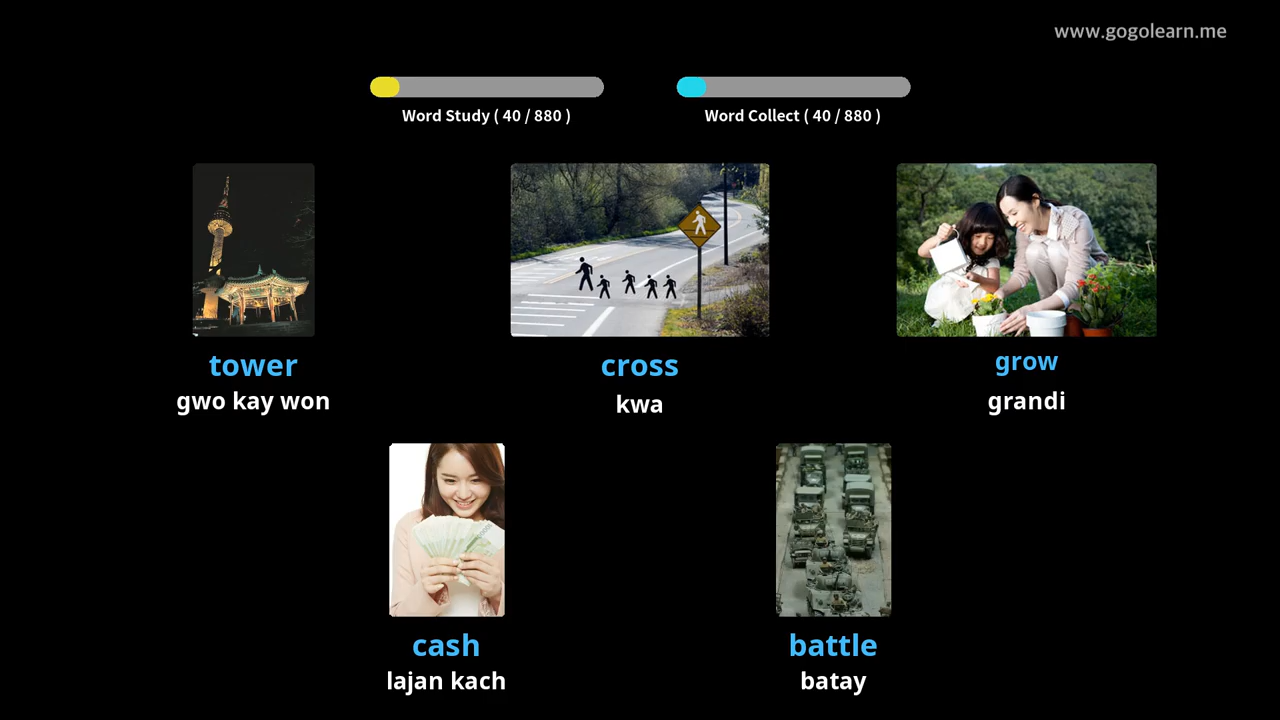 www.gogolearn.me
Word Study ( 40 / 880 )
Word Collect ( 40 / 880 )
tower
gwo kay won
cross
kwa
grow
grandi
cash
lajan kach
battle
batay